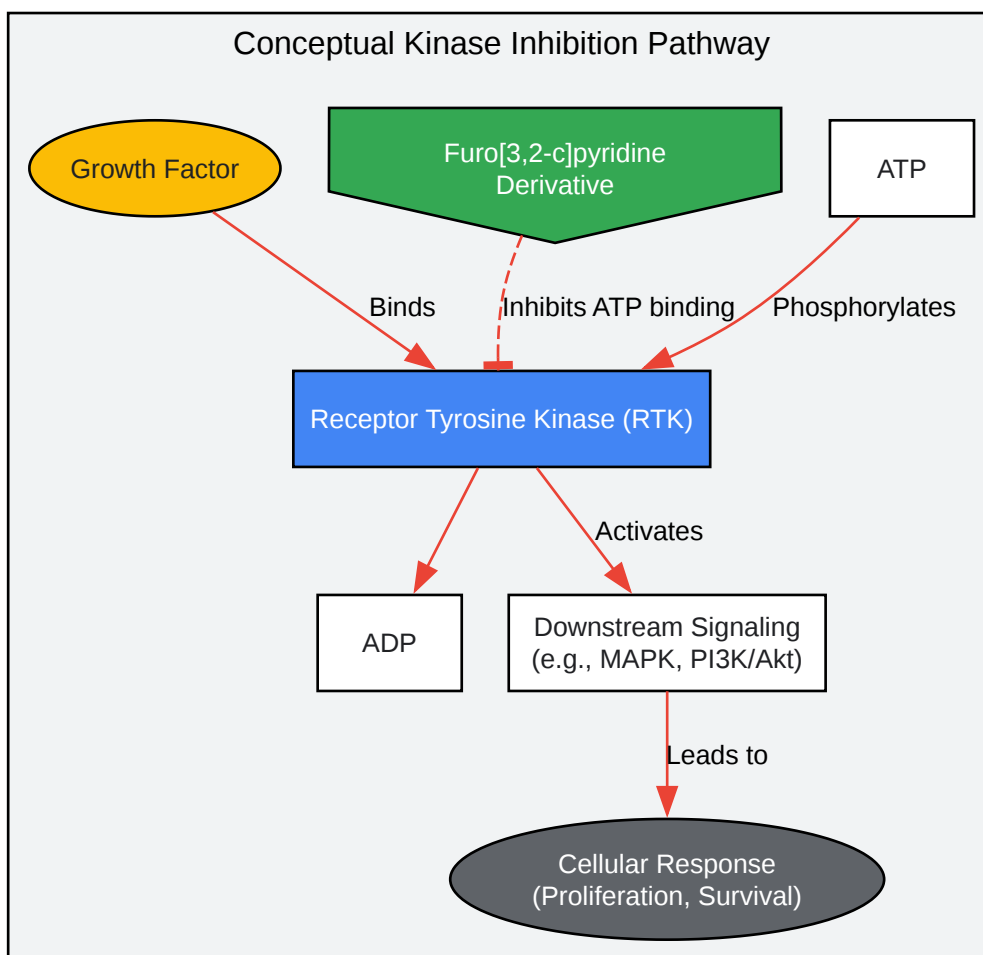 Conceptual Kinase Inhibition Pathway
Growth Factor
Furo[3,2-c]pyridine
Derivative
ATP
Binds
Inhibits ATP binding
Phosphorylates
Receptor Tyrosine Kinase (RTK)
Activates
ADP
Downstream Signaling
(e.g., MAPK, PI3K/Akt)
Leads to
Cellular Response
(Proliferation, Survival)